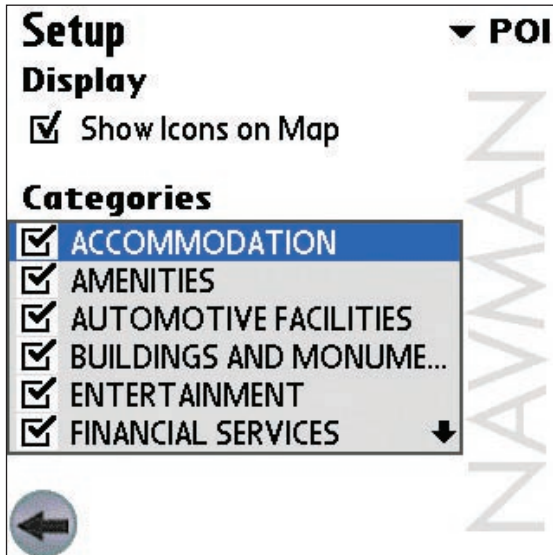 Setup
POI
Display
Show Icons on Map
Categories
ACCOMMODATION
AMENITIES
AUTOMOTIVE FACILITIES
BUILDINGS AND MONUME...
ENTERTAINMENT
FINANCIAL SERVICES
NAVMAN